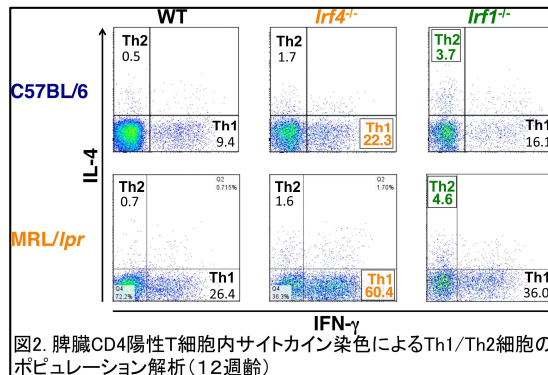 WT Irf4-/- Irf1-/-
C57BL/6
Th2
0.5
Th1
9.4
Th2
1.7
Th1
22.3
Th2
3.7
Th1
16.1
IL-4
MRL/lpr
Th2
0.7
Q2
0.715%
Q4
72.2%
Th1
26.4
Th2
1.6
Q2
1.70%
Q4
36.3%
Th1
60.4
Th2
4.6
Th1
36.0
IFN-γ
図2. 腎臓CD4陽性T細胞内サイトカイン染色によるTh1/Th2細胞の
ポピュレーション解析(12週齢)